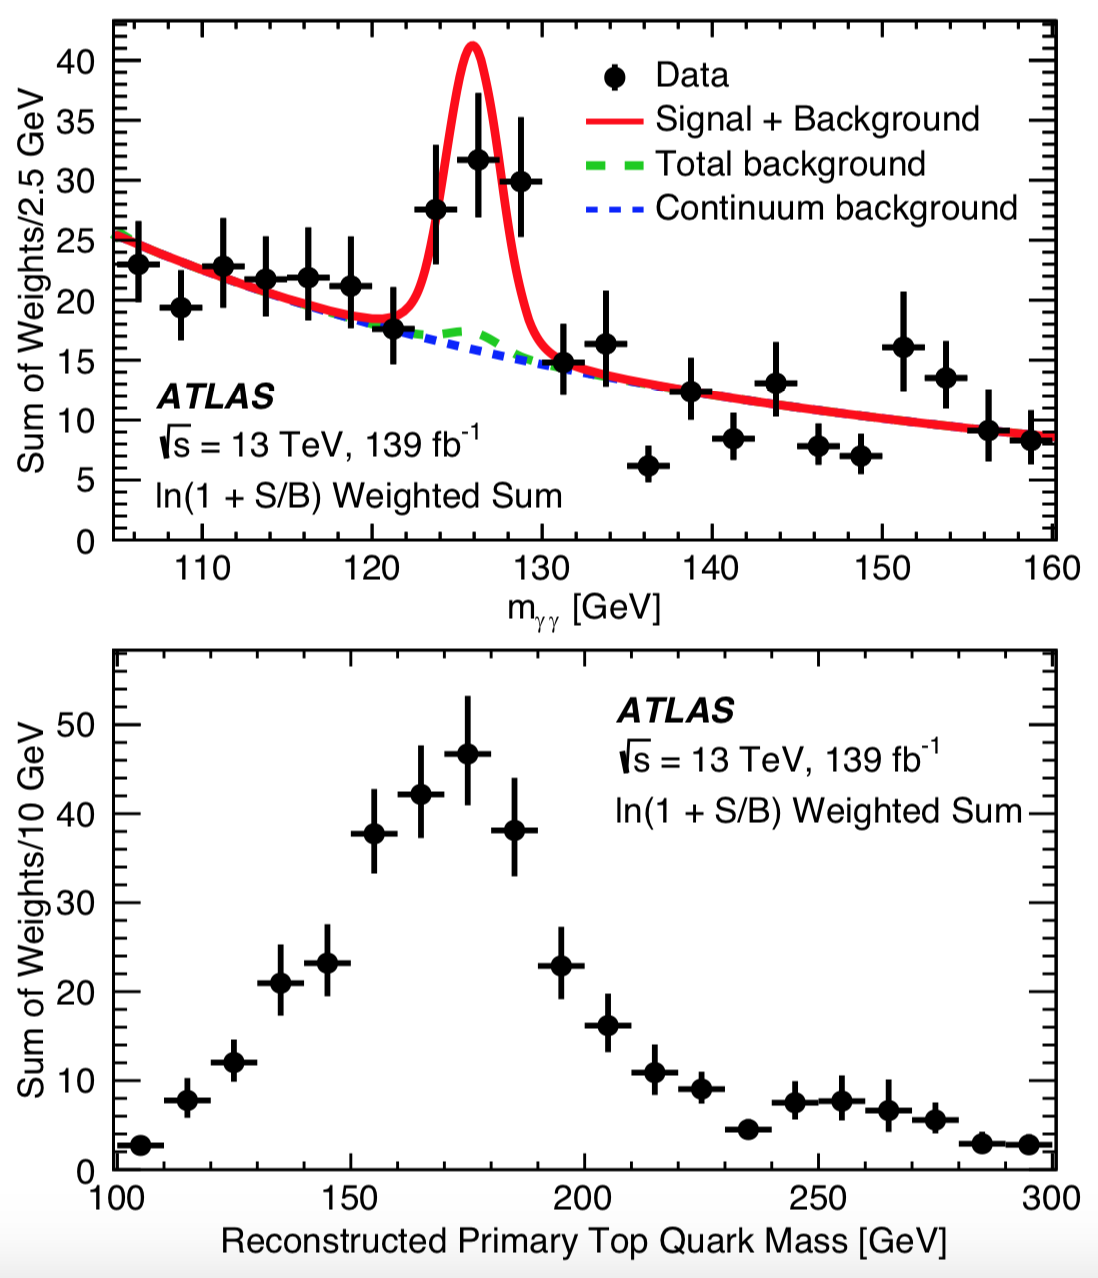 Sum of Weights/2.5 GeV
40
35
30
25
20
15
10
5
0
Data
Signal + Background
Total background
Continuum background
ATLAS
√s = 13 TeV, 139 fb⁻¹
ln(1 + S/B) Weighted Sum
110 120 130 140 150 160
mγγ [GeV]
Sum of Weights/10 GeV
50
40
30
20
10
0
ATLAS
√s = 13 TeV, 139 fb⁻¹
ln(1 + S/B) Weighted Sum
100 150 200 250 300
Reconstructed Primary Top Quark Mass [GeV]